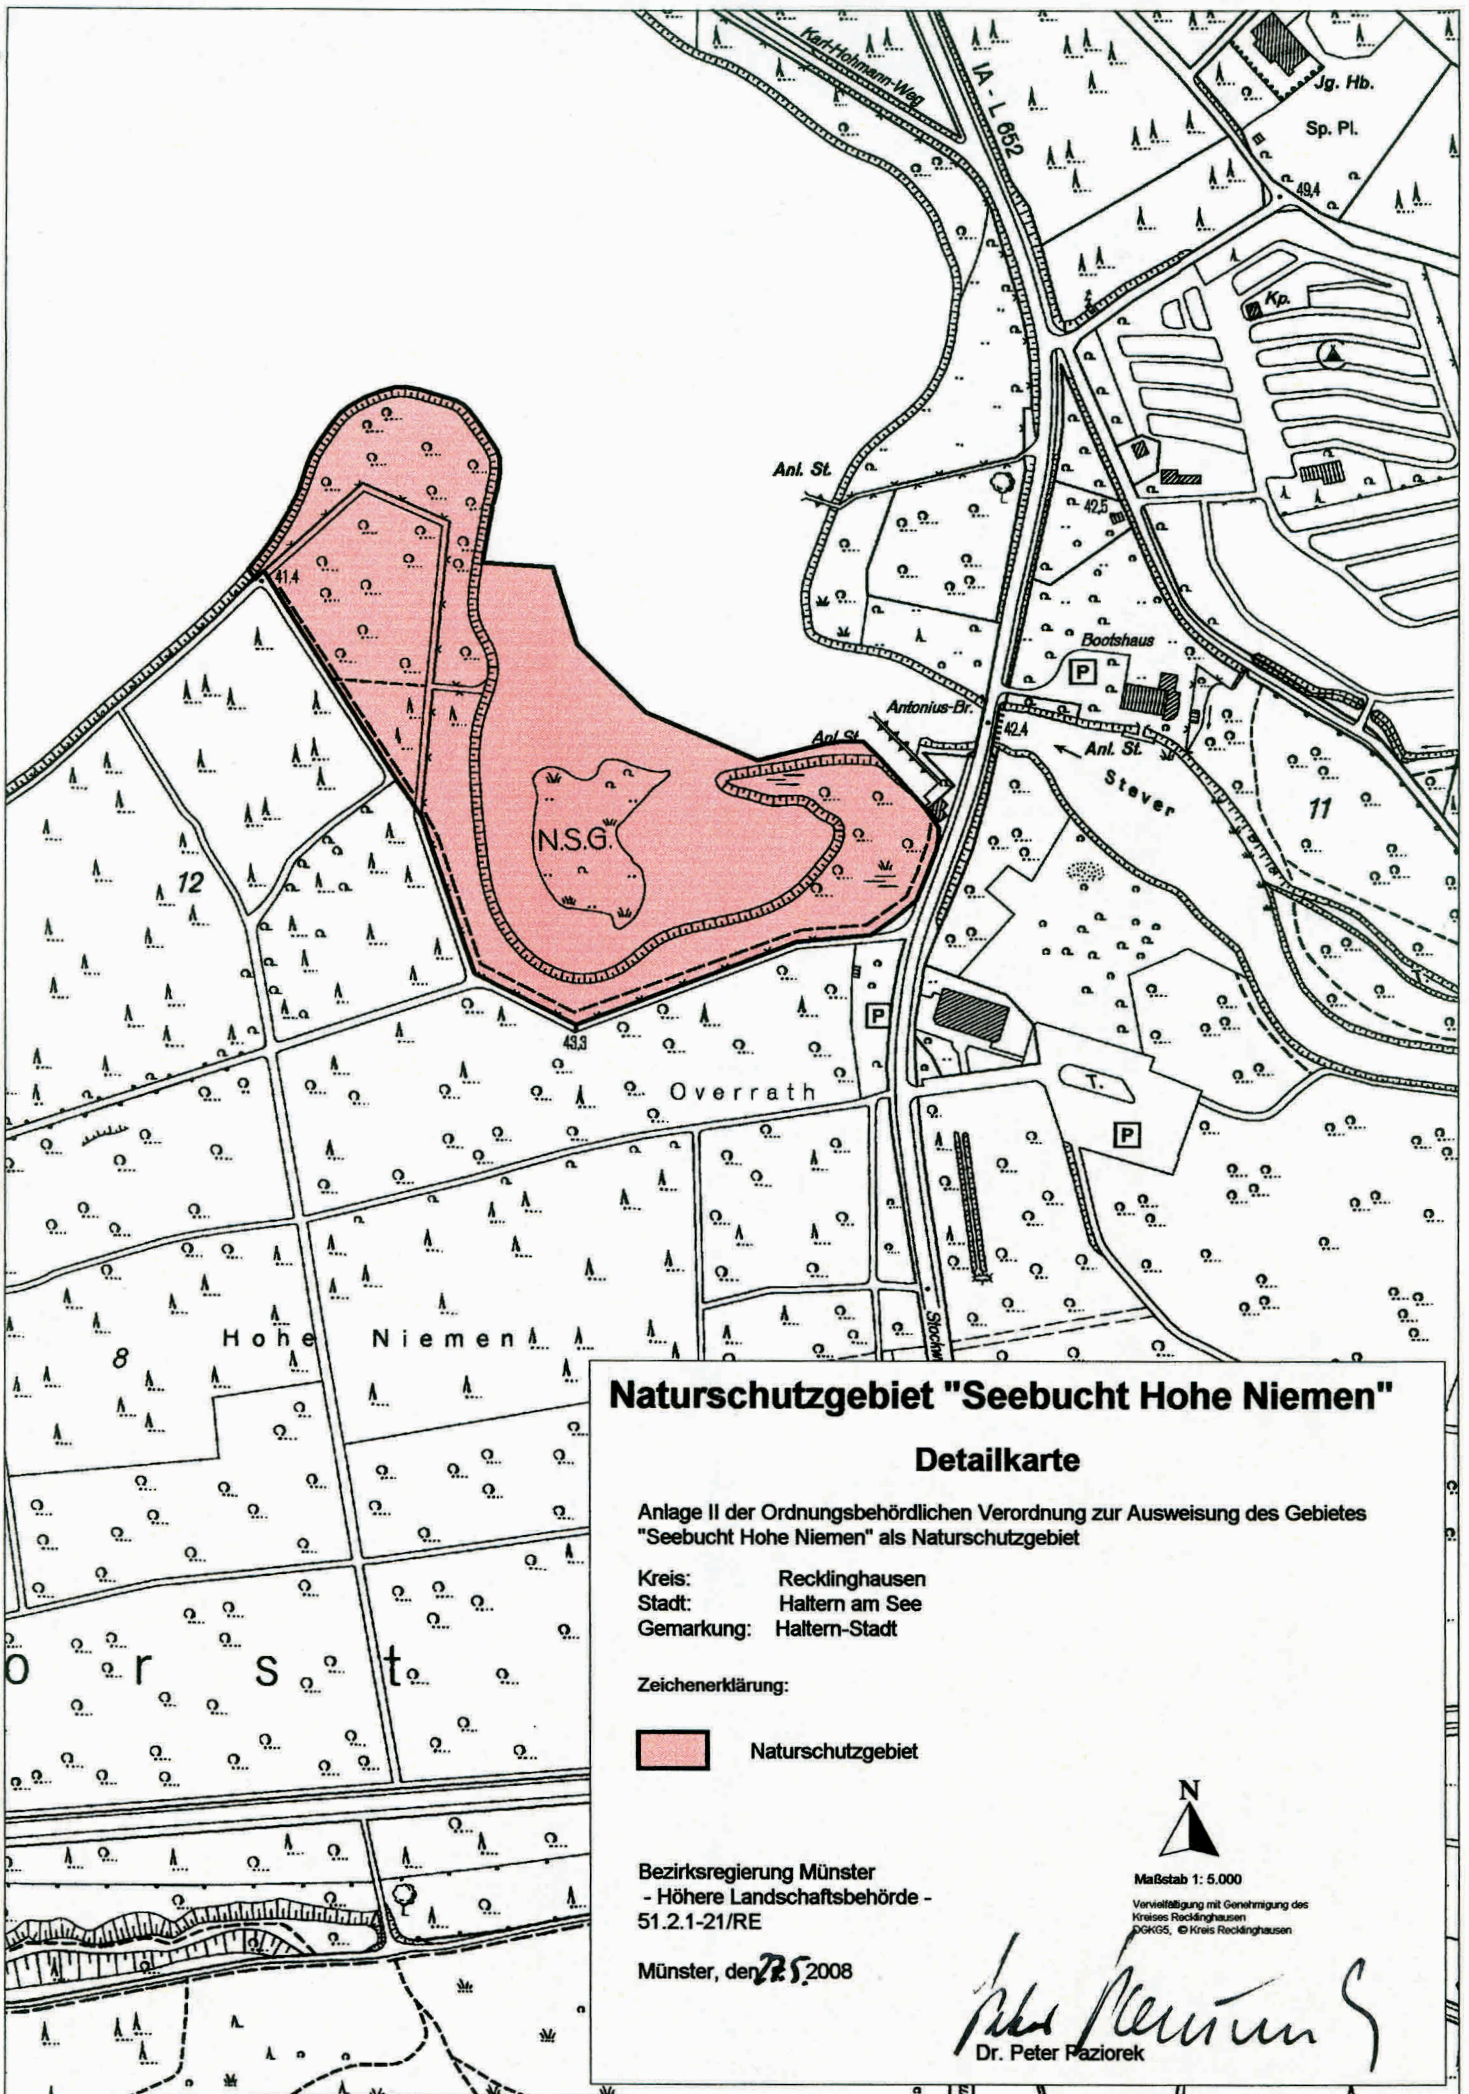 Karl-Hohmann-Weg
IA - L 652
Jg. Hb.
Sp. Pl.
49,4
Kp.
Anl. St.
42,5
41,4
Bootshaus
P
Antonius-Br.
42,4
Anl. St.
Anl. St.
Stever
11
N.S.G.
12
P
43,3
Overrath
T.
P
Hohe Niemen
8
o r s t
Naturschutzgebiet "Seebucht Hohe Niemen"
Detailkarte
Anlage II der Ordnungsbehördlichen Verordnung zur Ausweisung des Gebietes
"Seebucht Hohe Niemen" als Naturschutzgebiet
Kreis: Recklinghausen
Stadt: Haltern am See
Gemarkung: Haltern-Stadt
Zeichenerklärung:
Naturschutzgebiet
N
Maßstab 1: 5.000
Vervielfältigung mit Genehmigung des
Kreises Recklinghausen
DGKG5, © Kreis Recklinghausen
Bezirksregierung Münster
- Höhere Landschaftsbehörde -
51.2.1-21/RE
Münster, den 27.5.2008
Dr. Peter Paziorek